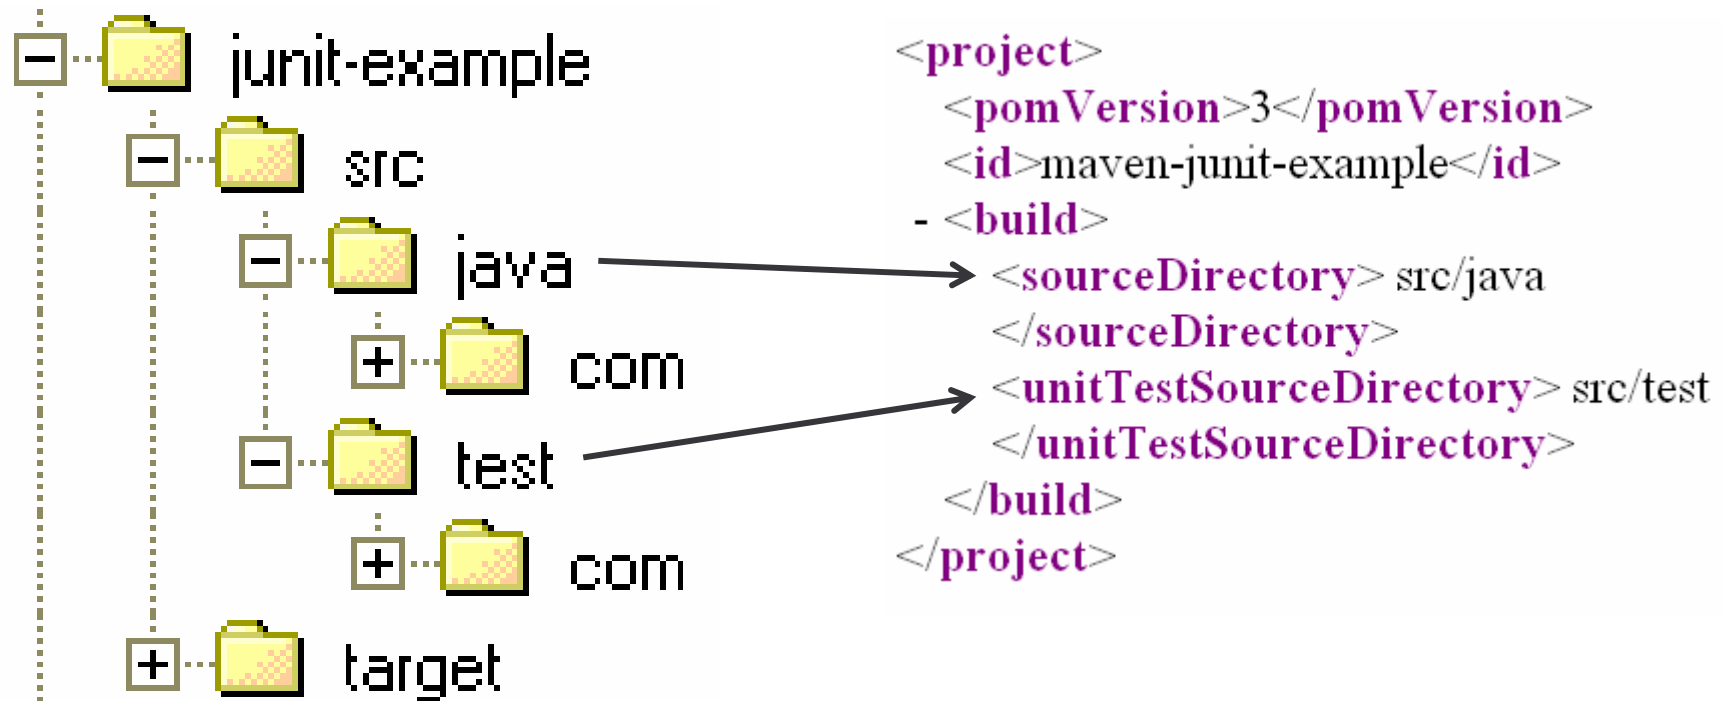 junit-example
src
java
com
test
com
target
<project>
<pomVersion>3</pomVersion>
<id>maven-junit-example</id>
- <build>
<sourceDirectory> src/java
</sourceDirectory>
<unitTestSourceDirectory> src/test
</unitTestSourceDirectory>
</build>
</project>